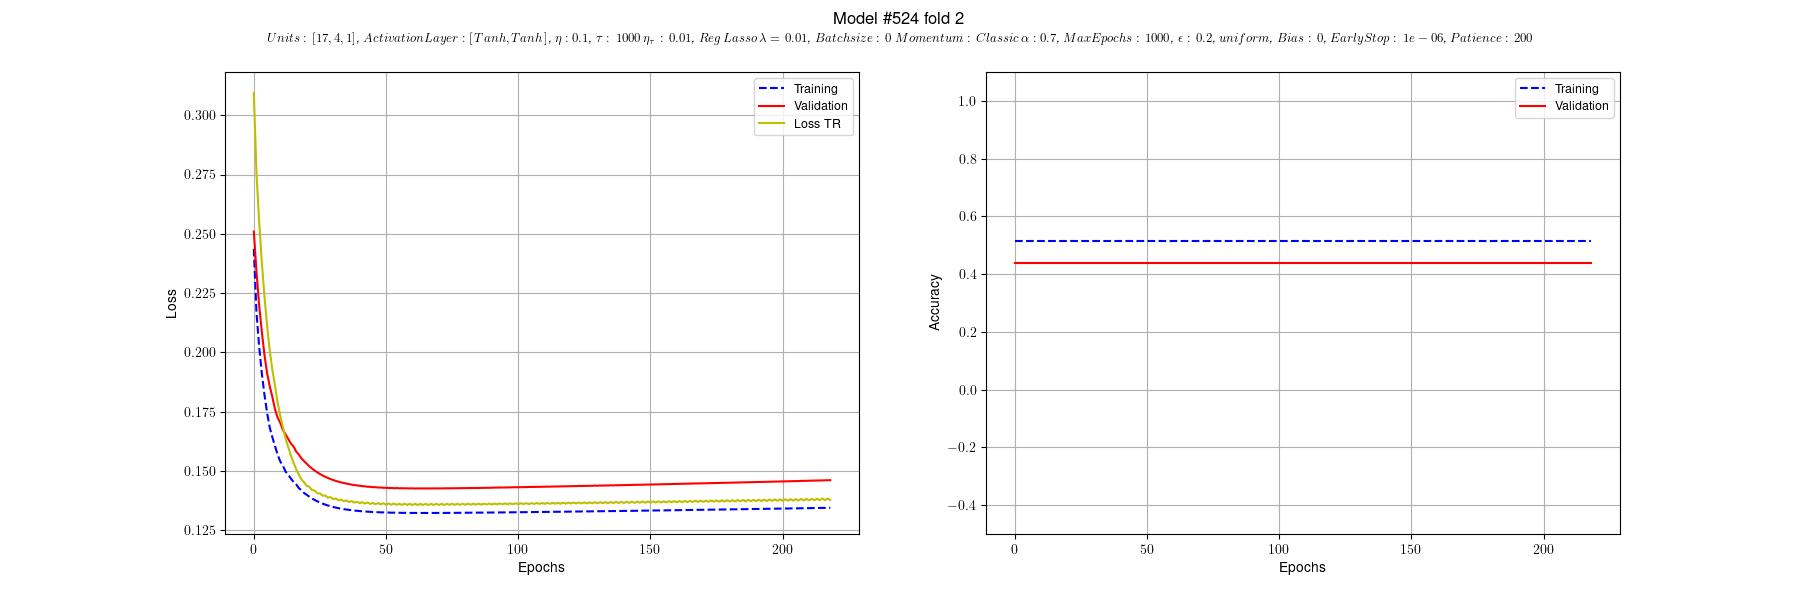 Model #524 fold 2
Units : [17, 4, 1], ActivationLayer : [Tanh, Tanh], η : 0.1, τ : 1000 η_τ : 0.01, Reg Lasso λ = 0.01, Batchsize : 0 Momentum : Classic α : 0.7, MaxEpochs : 1000, ϵ : 0.2, uniform, Bias : 0, EarlyStop : 1e − 06, Patience : 200
Training
Validation
Loss TR
0.300
0.275
0.250
0.225
0.200
0.175
0.150
0.125
Loss
0 50 100 150 200
Epochs
Training
Validation
1.0
0.8
0.6
0.4
0.2
0.0
−0.2
−0.4
Accuracy
0 50 100 150 200
Epochs